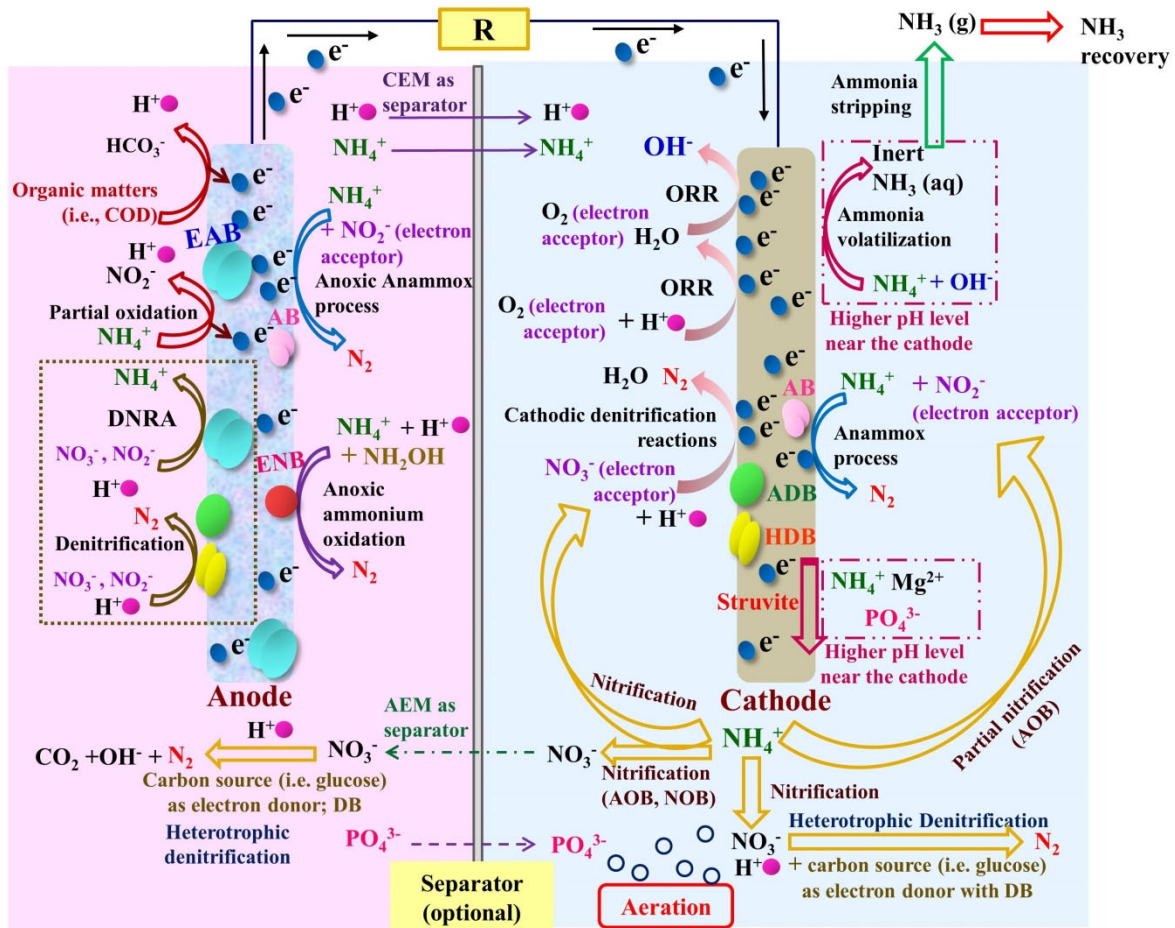 R
e-
e-
e-
e-
e-
e-
NH3 (g)
NH3
recovery
Ammonia
stripping
H+
HCO3-
Organic matters
(i.e., COD)
e-
e-
CEM as
separator
H+
H+
NH4+
NH4+
EAB
H+
NO2-
Partial oxidation
NH4+
e-
e-
e-
AB
NH4+
+ NO2- (electron
acceptor)
Anoxic Anammox
process
N2
NH4+
DNRA
NO3-, NO2-
H+
N2
Denitrification
NO3-, NO2-
H+
e-
ENB
NH4+ + H+
+ NH2OH
Anoxic
ammonium
oxidation
N2
e-
e-
Anode
OH-
ORR
O2 (electron
acceptor)
H2O
ORR
O2 (electron
acceptor)
+ H+
H2O N2
Cathodic denitrification
reactions
NO3- (electron
acceptor)
+ H+
e-
e-
e-
e-
e-
e-
e-
e-
e-
AB
ADB
HDB
e-
Struvite
e-
Cathode
Inert
NH3 (aq)
Ammonia
volatilization
NH4+ + OH-
Higher pH level
near the cathode
NH4+
+ NO2-
(electron acceptor)
Anammox
process
N2
NH4+ Mg2+
PO43-
Higher pH level
near the cathode
Nitrification
Partial nitrification
(AOB)
AEM as
separator
H+
CO2 +OH- + N2
NO3-
NO3-
NH4+
Carbon source (i.e. glucose)
as electron donor; DB
Nitrification
(AOB, NOB)
Nitrification
Heterotrophic
denitrification
PO43-
PO43-
Heterotrophic Denitrification
NO3-
N2
H+
+ carbon source (i.e. glucose)
as electron donor with DB
Separator
(optional)
Aeration